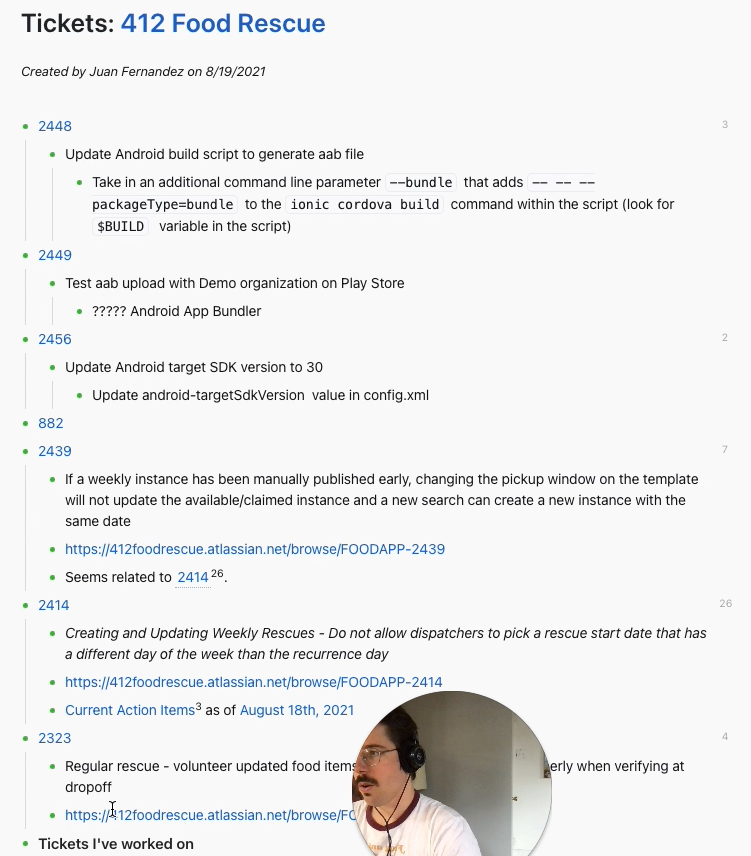 Tickets: 412 Food Rescue
Created by Juan Fernandez on 8/19/2021
2448 3
Update Android build script to generate aab file
Take in an additional command line parameter --bundle that adds -- -- --
packageType=bundle to the ionic cordova build command within the script (look for
$BUILD variable in the script)
2449
Test aab upload with Demo organization on Play Store
????? Android App Bundler
2456 2
Update Android target SDK version to 30
Update android-targetSdkVersion value in config.xml
882
2439 7
If a weekly instance has been manually published early, changing the pickup window on the template
will not update the available/claimed instance and a new search can create a new instance with the
same date
https://412foodrescue.atlassian.net/browse/FOODAPP-2439
Seems related to 2414 26.
2414 26
Creating and Updating Weekly Rescues - Do not allow dispatchers to pick a rescue start date that has
a different day of the week than the recurrence day
https://412foodrescue.atlassian.net/browse/FOODAPP-2414
Current Action Items3 as of August 18th, 2021
2323 4
Regular rescue - volunteer updated food items erly when verifying at
dropoff
https://412foodrescue.atlassian.net/browse/FO
Tickets I've worked on